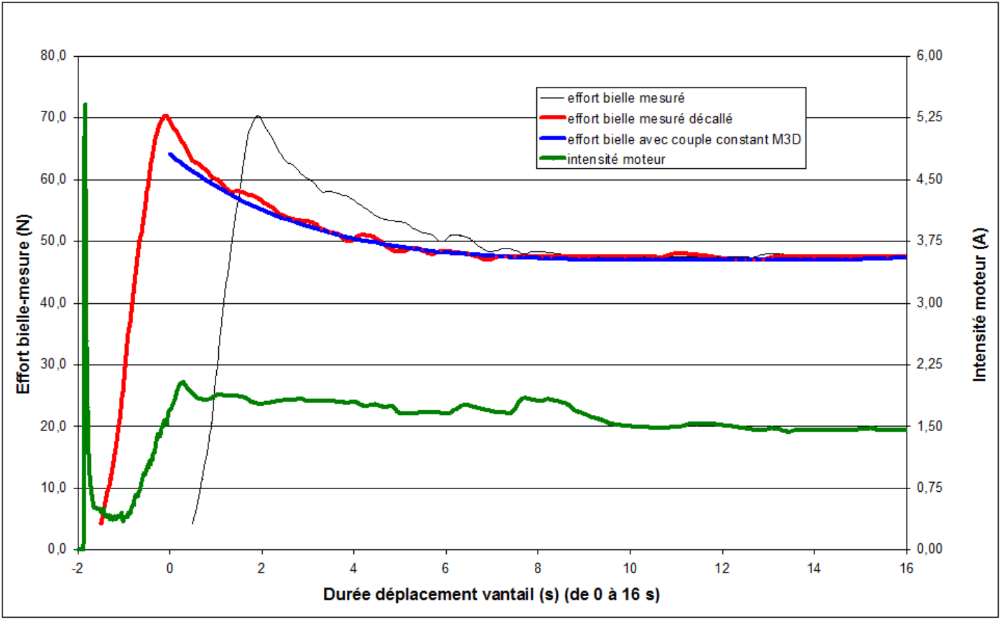 80,0
70,0
60,0
50,0
40,0
30,0
20,0
10,0
0,0
Effort bielle-mesure (N)
6,00
5,25
4,50
3,75
3,00
2,25
1,50
0,75
0,00
Intensité moteur (A)
effort bielle mesuré
effort bielle mesuré décallé
effort bielle avec couple constant M3D
intensité moteur
-2 0 2 4 6 8 10 12 14 16
Durée déplacement vantail (s) (de 0 à 16 s)